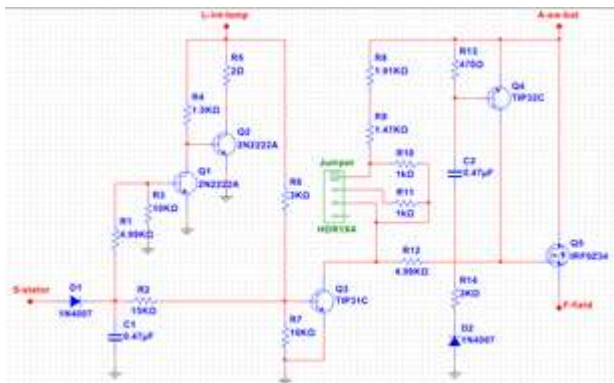 L-int-lamp
A-sw-bat
R5
2Ω
R4
1.5KΩ
Q2
2N2222A
Q1
2N2222A
R3
10KΩ
R1
4.99KΩ
S-stator
D1
1N4007
R2
15KΩ
C1
0.47µF
R6
3KΩ
R7
10KΩ
Q3
TIP31C
R8
1.91KΩ
R9
1.47KΩ
Jumper
R10
1kΩ
R11
1kΩ
HDR1X4
R12
4.99KΩ
R13
470Ω
Q4
TIP32C
C2
0.47µF
R14
3KΩ
D2
1N4007
Q5
IRF9Z34
F-field